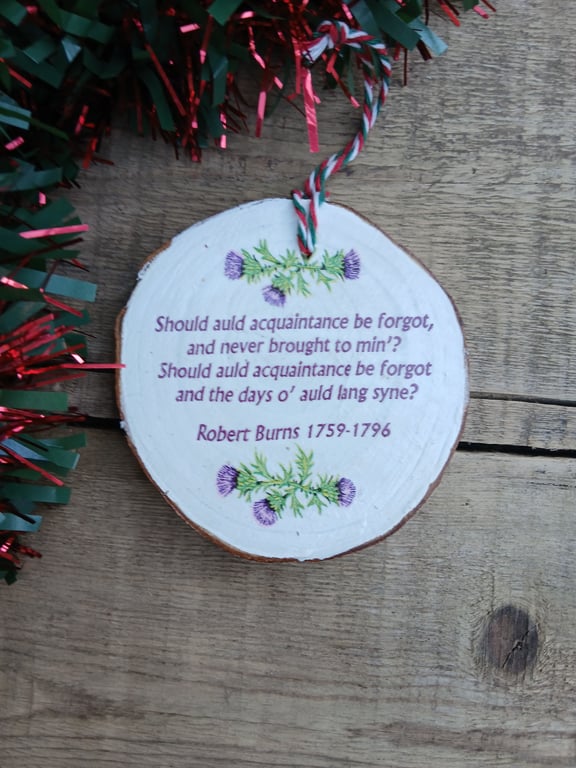 Should auld acquaintance be forgot,
and never brought to min'?
Should auld acquaintance be forgot
and the days o' auld lang syne?
Robert Burns 1759-1796